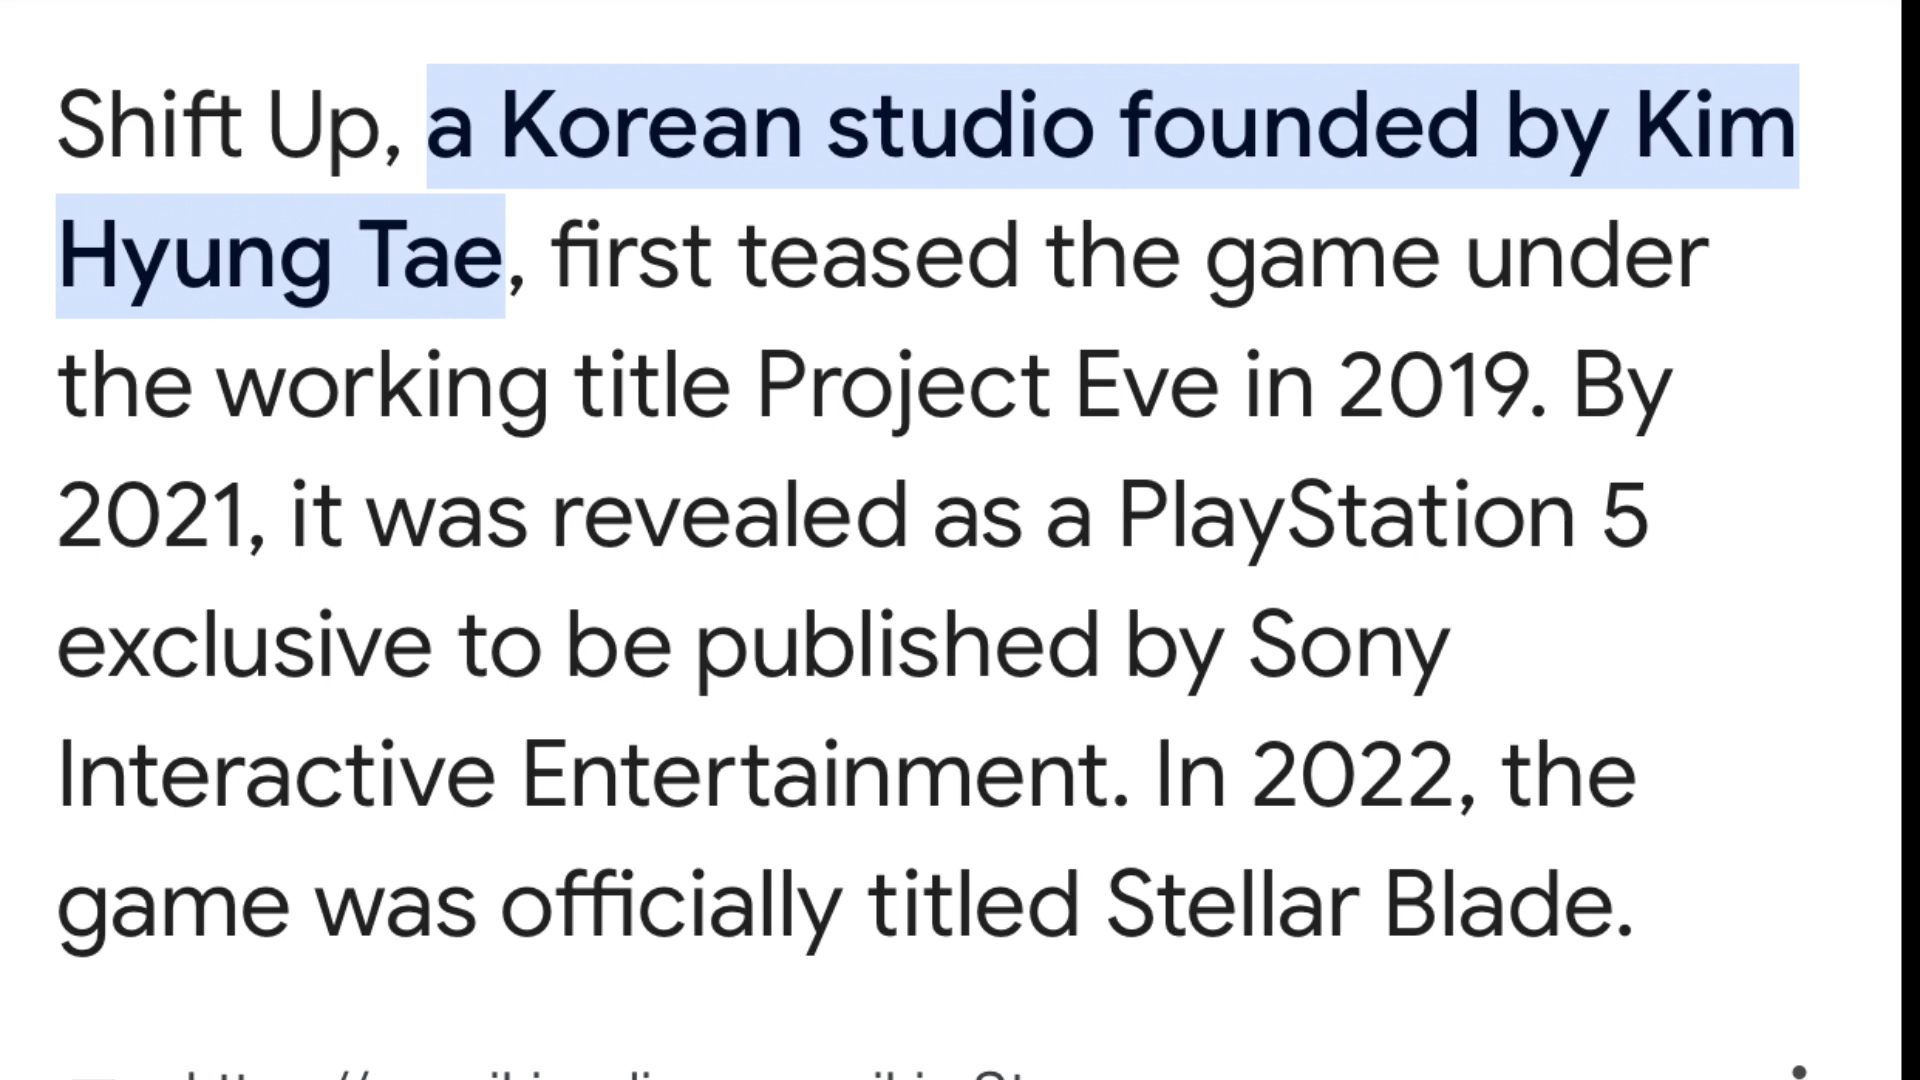 Shift Up, a Korean studio founded by Kim
Hyung Tae, first teased the game under
the working title Project Eve in 2019. By
2021, it was revealed as a PlayStation 5
exclusive to be published by Sony
Interactive Entertainment. In 2022, the
game was officially titled Stellar Blade.